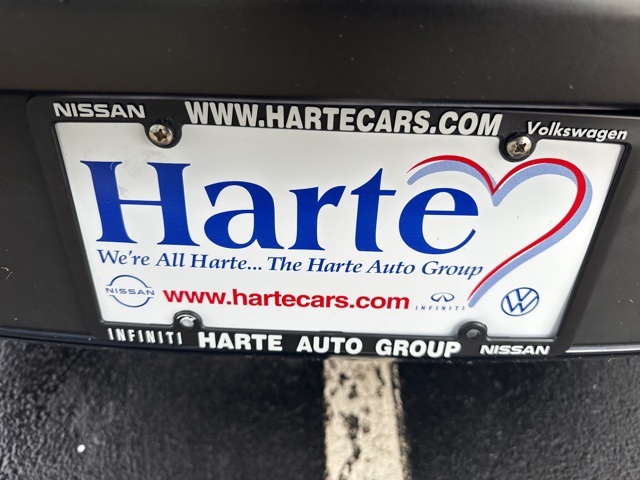 NISSAN WWW.HARTECARS.COM Volkswagen
Harte
We're All Harte... The Harte Auto Group
NISSAN www.hartecars.com INFINITI
INFINITI HARTE AUTO GROUP NISSAN